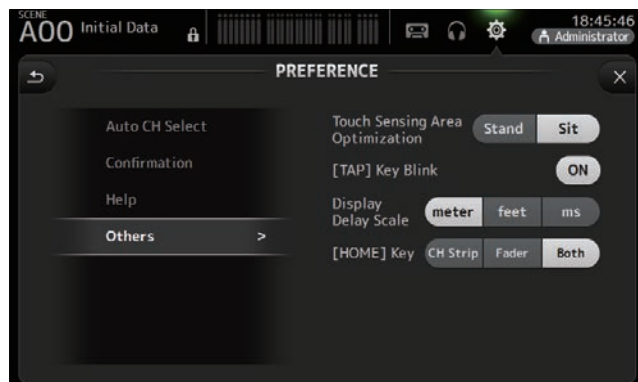 SCENE
A00 Initial Data
18:45:46
Administrator
PREFERENCE
Auto CH Select
Confirmation
Help
Others >
Touch Sensing Area
Optimization
Stand Sit
[TAP] Key Blink ON
Display
Delay Scale
meter feet ms
[HOME] Key CH Strip Fader Both